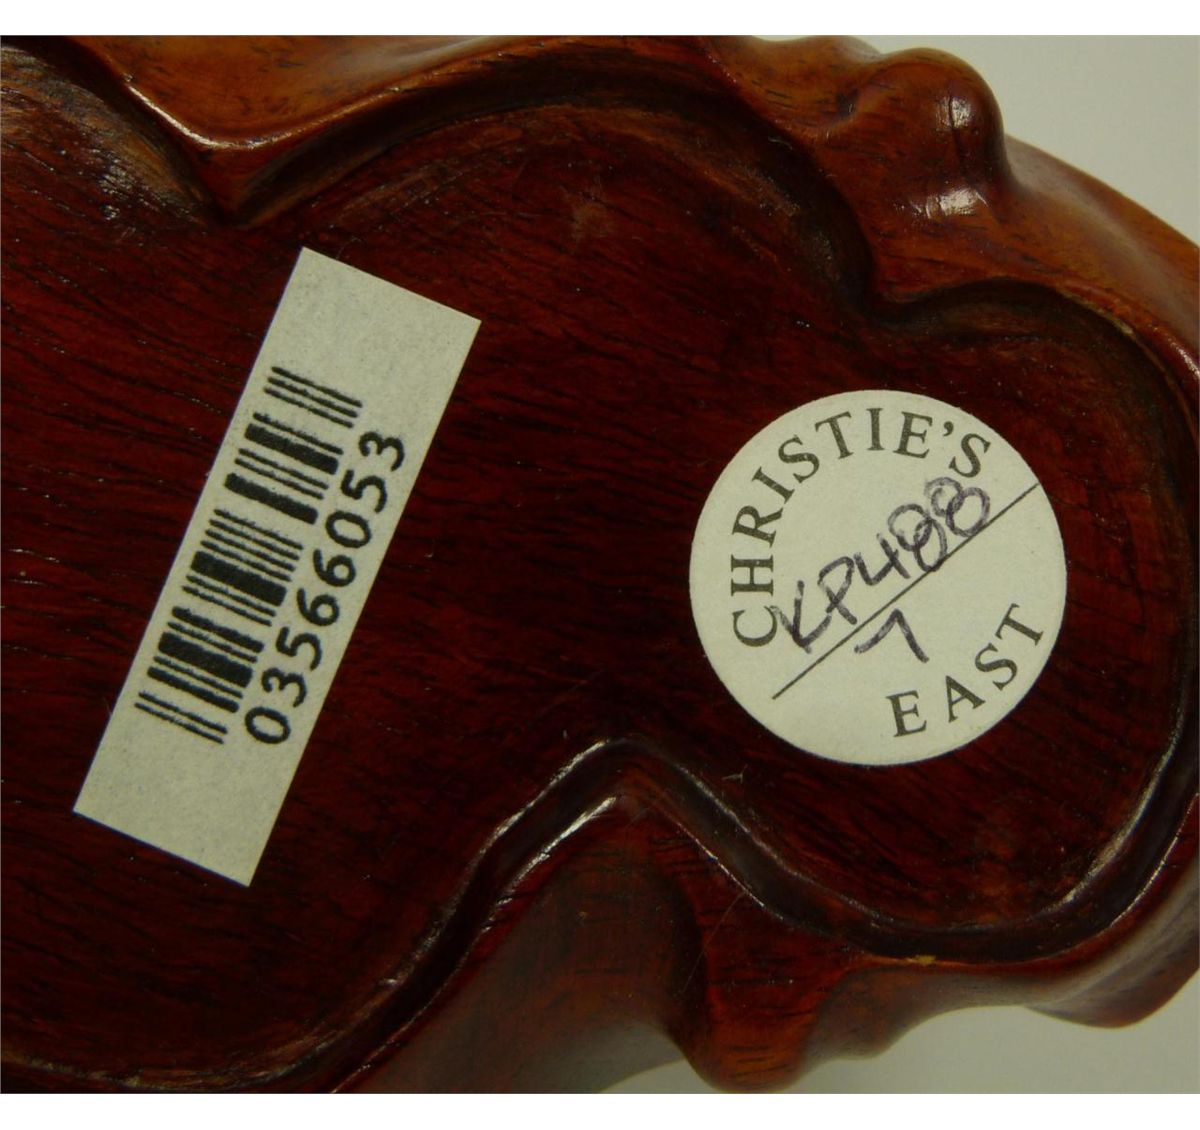 03566053
CHRISTIE'S
KP488
1
EAST